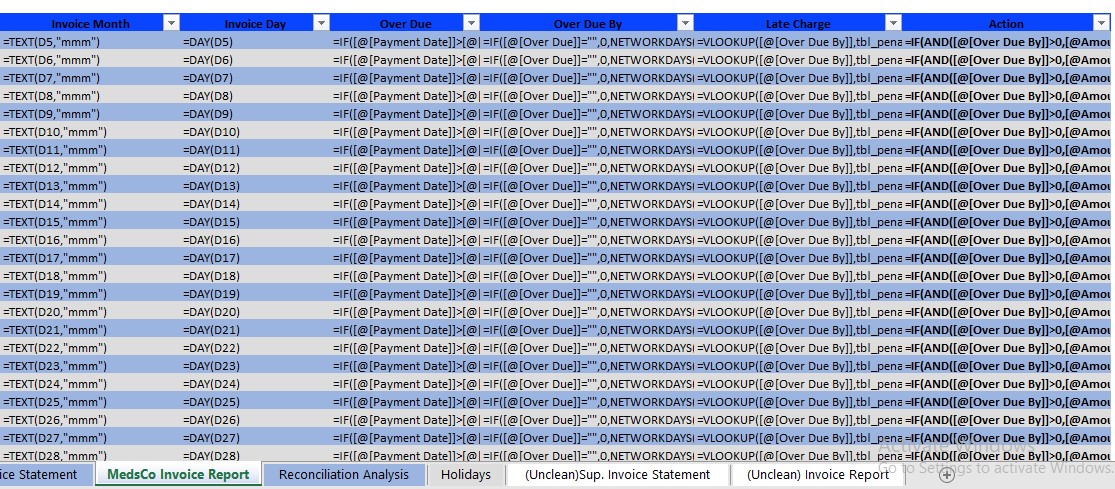 Invoice Month Invoice Day Over Due Over Due By Late Charge Action
=TEXT(D5,"mmm") =DAY(D5) =IF([@[Payment Date]]>[@[ =IF([@[Over Due]]="",0,NETWORKDAYS( =VLOOKUP([@[Over Due By]],tbl_pena =IF(AND([@[Over Due By]]>0,[@Amou
=TEXT(D6,"mmm") =DAY(D6) =IF([@[Payment Date]]>[@[ =IF([@[Over Due]]="",0,NETWORKDAYS( =VLOOKUP([@[Over Due By]],tbl_pena =IF(AND([@[Over Due By]]>0,[@Amou
=TEXT(D7,"mmm") =DAY(D7) =IF([@[Payment Date]]>[@[ =IF([@[Over Due]]="",0,NETWORKDAYS( =VLOOKUP([@[Over Due By]],tbl_pena =IF(AND([@[Over Due By]]>0,[@Amou
=TEXT(D8,"mmm") =DAY(D8) =IF([@[Payment Date]]>[@[ =IF([@[Over Due]]="",0,NETWORKDAYS( =VLOOKUP([@[Over Due By]],tbl_pena =IF(AND([@[Over Due By]]>0,[@Amou
=TEXT(D9,"mmm") =DAY(D9) =IF([@[Payment Date]]>[@[ =IF([@[Over Due]]="",0,NETWORKDAYS( =VLOOKUP([@[Over Due By]],tbl_pena =IF(AND([@[Over Due By]]>0,[@Amou
=TEXT(D10,"mmm") =DAY(D10) =IF([@[Payment Date]]>[@[ =IF([@[Over Due]]="",0,NETWORKDAYS( =VLOOKUP([@[Over Due By]],tbl_pena =IF(AND([@[Over Due By]]>0,[@Amou
=TEXT(D11,"mmm") =DAY(D11) =IF([@[Payment Date]]>[@[ =IF([@[Over Due]]="",0,NETWORKDAYS( =VLOOKUP([@[Over Due By]],tbl_pena =IF(AND([@[Over Due By]]>0,[@Amou
=TEXT(D12,"mmm") =DAY(D12) =IF([@[Payment Date]]>[@[ =IF([@[Over Due]]="",0,NETWORKDAYS( =VLOOKUP([@[Over Due By]],tbl_pena =IF(AND([@[Over Due By]]>0,[@Amou
=TEXT(D13,"mmm") =DAY(D13) =IF([@[Payment Date]]>[@[ =IF([@[Over Due]]="",0,NETWORKDAYS( =VLOOKUP([@[Over Due By]],tbl_pena =IF(AND([@[Over Due By]]>0,[@Amou
=TEXT(D14,"mmm") =DAY(D14) =IF([@[Payment Date]]>[@[ =IF([@[Over Due]]="",0,NETWORKDAYS( =VLOOKUP([@[Over Due By]],tbl_pena =IF(AND([@[Over Due By]]>0,[@Amou
=TEXT(D15,"mmm") =DAY(D15) =IF([@[Payment Date]]>[@[ =IF([@[Over Due]]="",0,NETWORKDAYS( =VLOOKUP([@[Over Due By]],tbl_pena =IF(AND([@[Over Due By]]>0,[@Amou
=TEXT(D16,"mmm") =DAY(D16) =IF([@[Payment Date]]>[@[ =IF([@[Over Due]]="",0,NETWORKDAYS( =VLOOKUP([@[Over Due By]],tbl_pena =IF(AND([@[Over Due By]]>0,[@Amou
=TEXT(D17,"mmm") =DAY(D17) =IF([@[Payment Date]]>[@[ =IF([@[Over Due]]="",0,NETWORKDAYS( =VLOOKUP([@[Over Due By]],tbl_pena =IF(AND([@[Over Due By]]>0,[@Amou
=TEXT(D18,"mmm") =DAY(D18) =IF([@[Payment Date]]>[@[ =IF([@[Over Due]]="",0,NETWORKDAYS( =VLOOKUP([@[Over Due By]],tbl_pena =IF(AND([@[Over Due By]]>0,[@Amou
=TEXT(D19,"mmm") =DAY(D19) =IF([@[Payment Date]]>[@[ =IF([@[Over Due]]="",0,NETWORKDAYS( =VLOOKUP([@[Over Due By]],tbl_pena =IF(AND([@[Over Due By]]>0,[@Amou
=TEXT(D20,"mmm") =DAY(D20) =IF([@[Payment Date]]>[@[ =IF([@[Over Due]]="",0,NETWORKDAYS( =VLOOKUP([@[Over Due By]],tbl_pena =IF(AND([@[Over Due By]]>0,[@Amou
=TEXT(D21,"mmm") =DAY(D21) =IF([@[Payment Date]]>[@[ =IF([@[Over Due]]="",0,NETWORKDAYS( =VLOOKUP([@[Over Due By]],tbl_pena =IF(AND([@[Over Due By]]>0,[@Amou
=TEXT(D22,"mmm") =DAY(D22) =IF([@[Payment Date]]>[@[ =IF([@[Over Due]]="",0,NETWORKDAYS( =VLOOKUP([@[Over Due By]],tbl_pena =IF(AND([@[Over Due By]]>0,[@Amou
=TEXT(D23,"mmm") =DAY(D23) =IF([@[Payment Date]]>[@[ =IF([@[Over Due]]="",0,NETWORKDAYS( =VLOOKUP([@[Over Due By]],tbl_pena =IF(AND([@[Over Due By]]>0,[@Amou
=TEXT(D24,"mmm") =DAY(D24) =IF([@[Payment Date]]>[@[ =IF([@[Over Due]]="",0,NETWORKDAYS( =VLOOKUP([@[Over Due By]],tbl_pena =IF(AND([@[Over Due By]]>0,[@Amou
=TEXT(D25,"mmm") =DAY(D25) =IF([@[Payment Date]]>[@[ =IF([@[Over Due]]="",0,NETWORKDAYS( =VLOOKUP([@[Over Due By]],tbl_pena =IF(AND([@[Over Due By]]>0,[@Amou
=TEXT(D26,"mmm") =DAY(D26) =IF([@[Payment Date]]>[@[ =IF([@[Over Due]]="",0,NETWORKDAYS( =VLOOKUP([@[Over Due By]],tbl_pena =IF(AND([@[Over Due By]]>0,[@Amou
=TEXT(D27,"mmm") =DAY(D27) =IF([@[Payment Date]]>[@[ =IF([@[Over Due]]="",0,NETWORKDAYS( =VLOOKUP([@[Over Due By]],tbl_pena =IF(AND([@[Over Due By]]>0,[@Amou
=TEXT(D28,"mmm") =DAY(D28) =IF([@[Payment Date]]>[@[ =IF([@[Over Due]]="",0,NETWORKDAYS( =VLOOKUP([@[Over Due By]],tbl_pena =IF(AND([@[Over Due By]]>0,[@Amou
Activate Windows
Go to Settings to activate Windows.
ice Statement MedsCo Invoice Report Reconciliation Analysis Holidays (Unclean)Sup. Invoice Statement (Unclean) Invoice Report